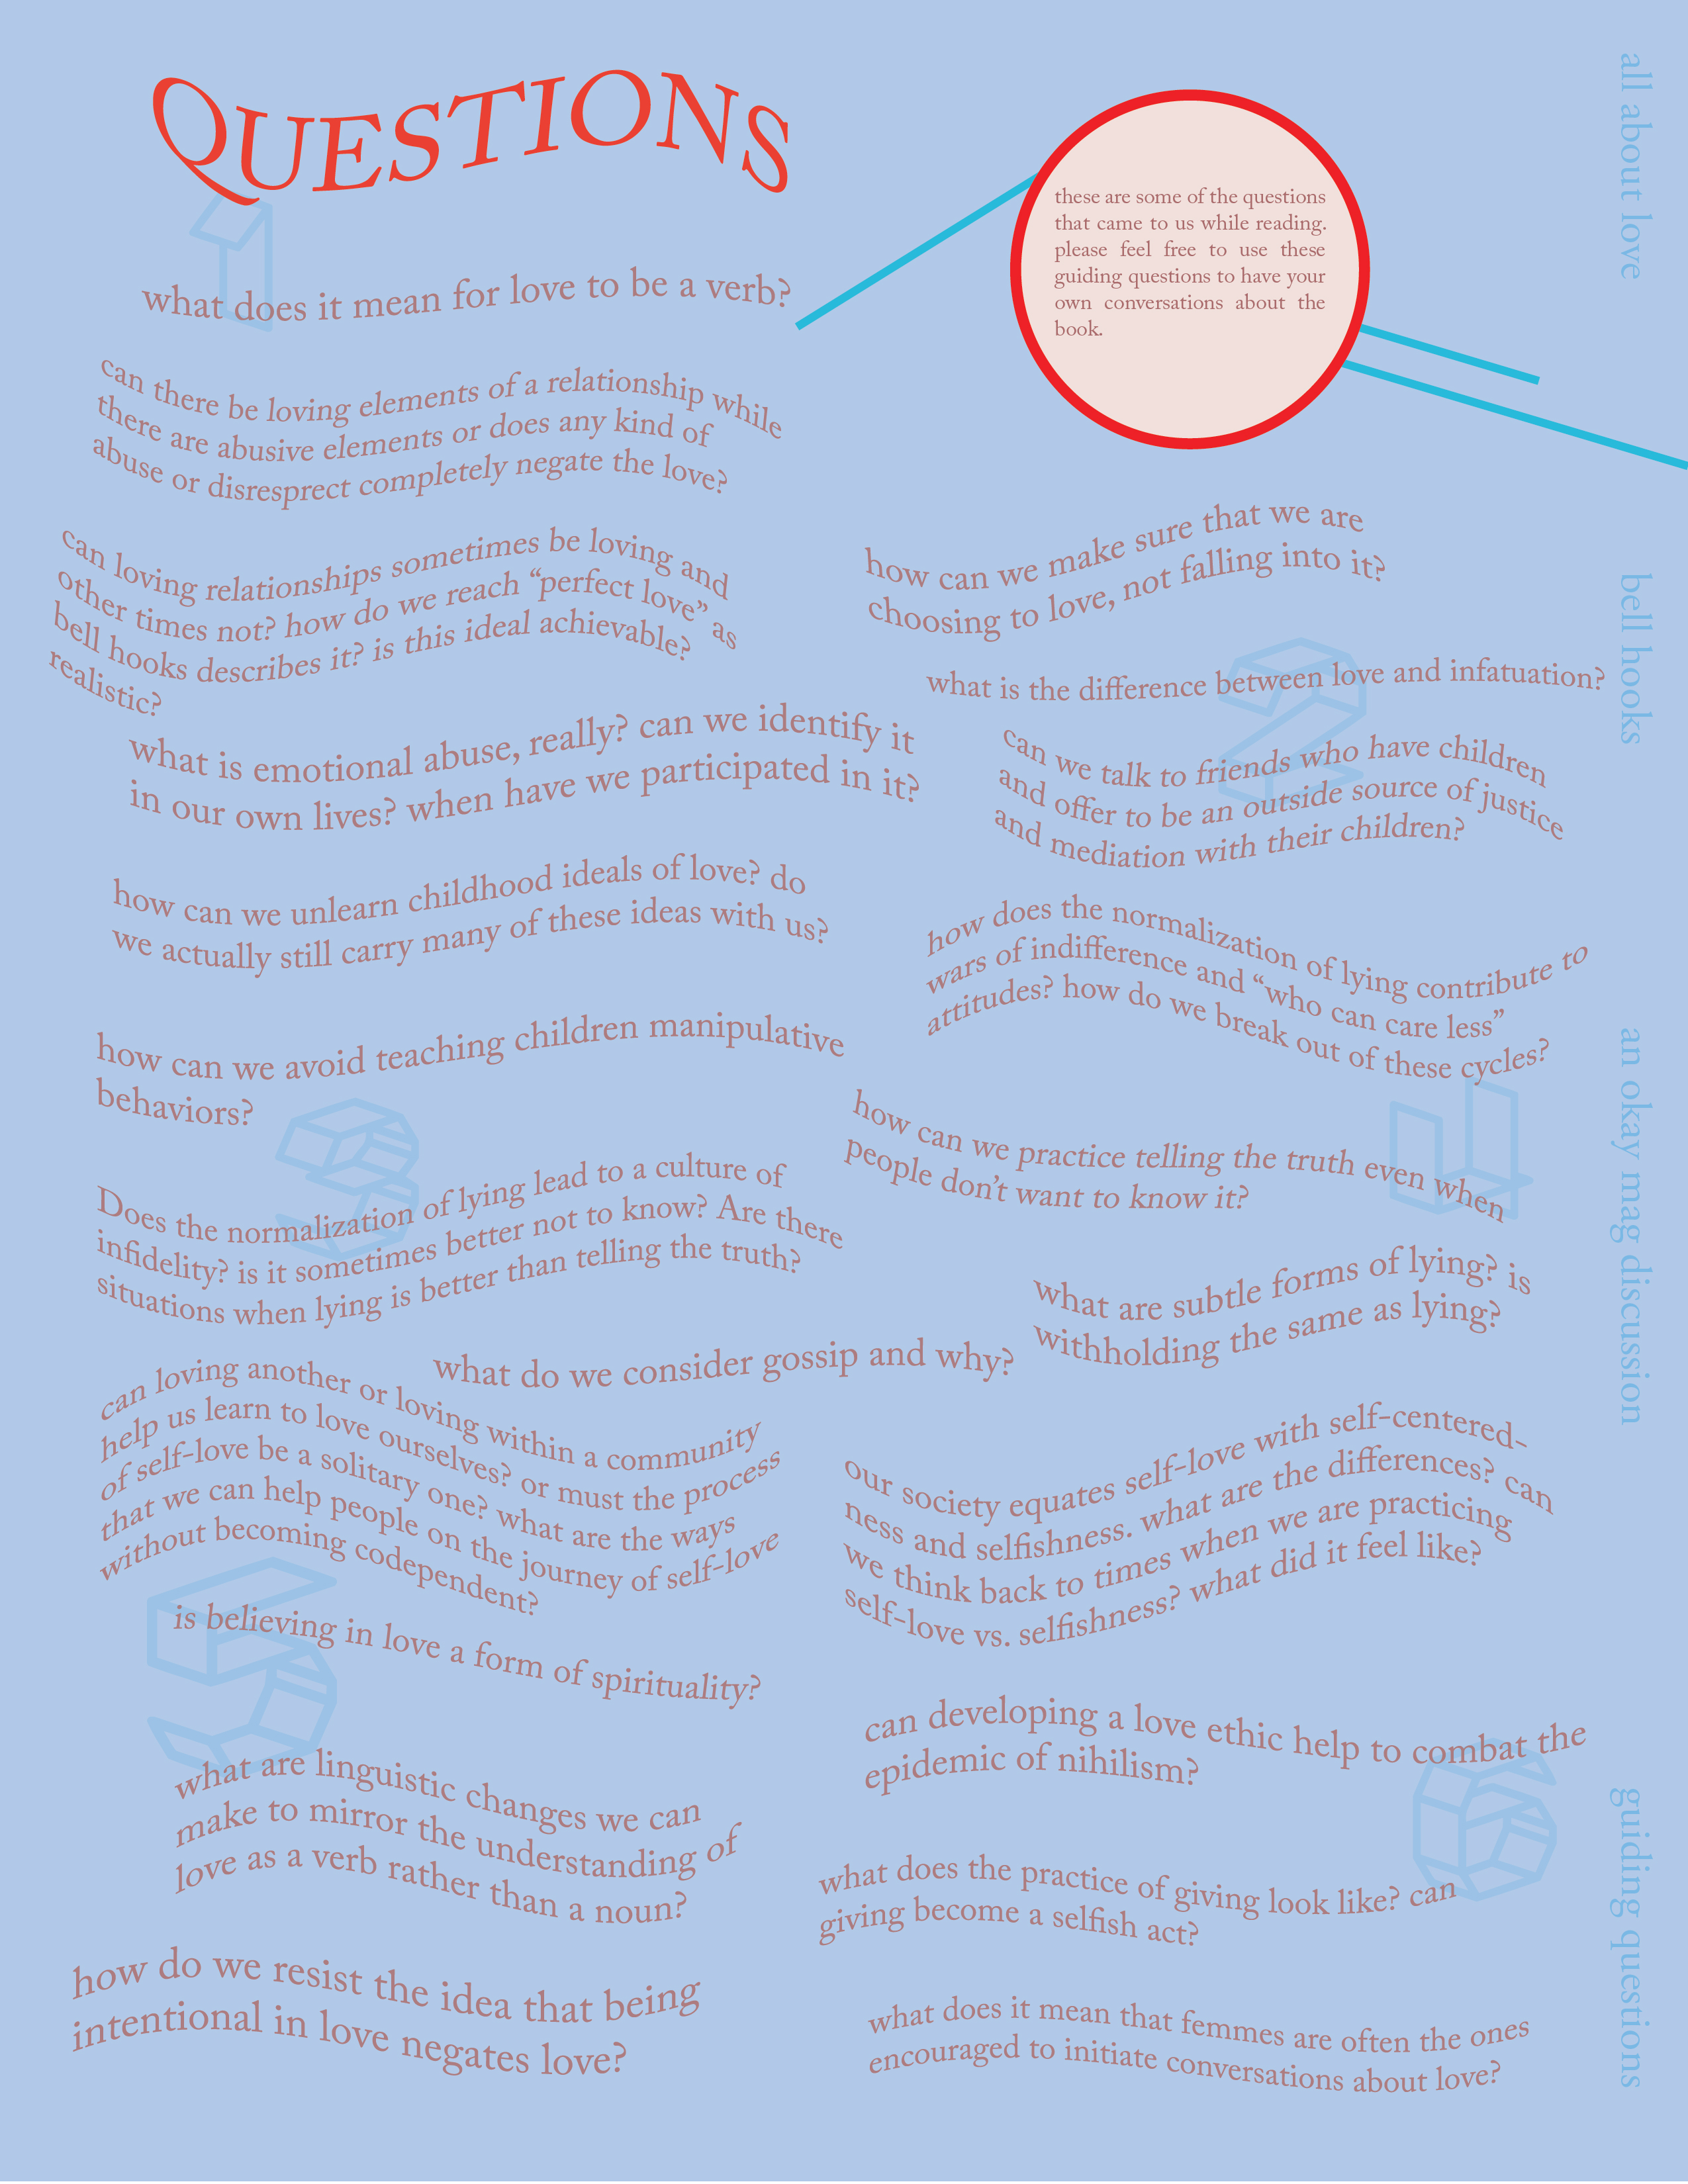 QUESTIONS
these are some of the questions
that came to us while reading.
please feel free to use these
guiding questions to have your
own conversations about the
book.
1
what does it mean for love to be a verb?
can there be loving elements of a relationship while
there are abusive elements or does any kind of
abuse or disresprect completely negate the love?
can loving relationships sometimes be loving and
other times not? how do we reach “perfect love” as
bell hooks describes it? is this ideal achievable?
realistic?
what is emotional abuse, really? can we identify it
in our own lives? when have we participated in it?
how can we make sure that we are
choosing to love, not falling into it?
2
what is the difference between love and infatuation?
can we talk to friends who have children
and offer to be an outside source of justice
and mediation with their children?
how can we unlearn childhood ideals of love? do
we actually still carry many of these ideas with us?
how can we avoid teaching children manipulative
behaviors?
3
Does the normalization of lying lead to a culture of
infidelity? is it sometimes better not to know? Are there
situations when lying is better than telling the truth?
how does the normalization of lying contribute to
wars of indifference and “who can care less”
attitudes? how do we break out of these cycles?
how can we practice telling the truth even when
people don’t want to know it?
what are subtle forms of lying? is
withholding the same as lying?
what do we consider gossip and why?
4
can loving another or loving within a community
help us learn to love ourselves? or must the process
of self-love be a solitary one? what are the ways
that we can help people on the journey of self-love
without becoming codependent?
our society equates self-love with self-centered-
ness and selfishness. what are the differences? can
we think back to times when we are practicing
self-love vs. selfishness? what did it feel like?
5
is believing in love a form of spirituality?
what are linguistic changes we can
make to mirror the understanding of
love as a verb rather than a noun?
how do we resist the idea that being
intentional in love negates love?
can developing a love ethic help to combat the
epidemic of nihilism?
6
what does the practice of giving look like? can
giving become a selfish act?
what does it mean that femmes are often the ones
encouraged to initiate conversations about love?
all about love
bell hooks
an okay mag discussion
guiding questions